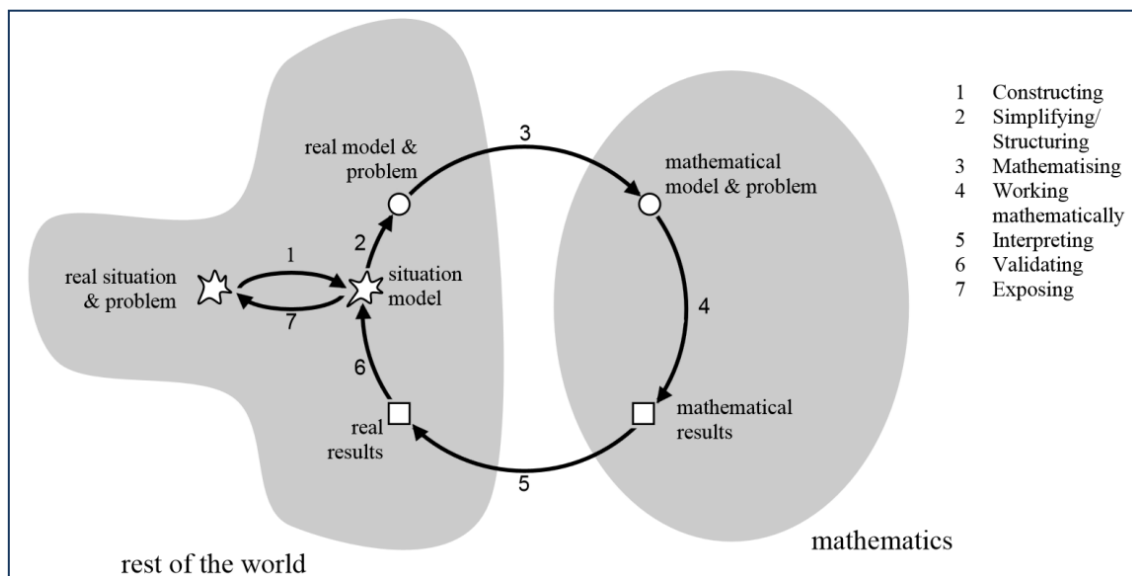 real situation
& problem
1
7
situation
model
2
real model &
problem
3
mathematical
model & problem
4
mathematical
results
5
real
results
6
rest of the world
mathematics
1 Constructing
2 Simplifying/
Structuring
3 Mathematising
4 Working
mathematically
5 Interpreting
6 Validating
7 Exposing